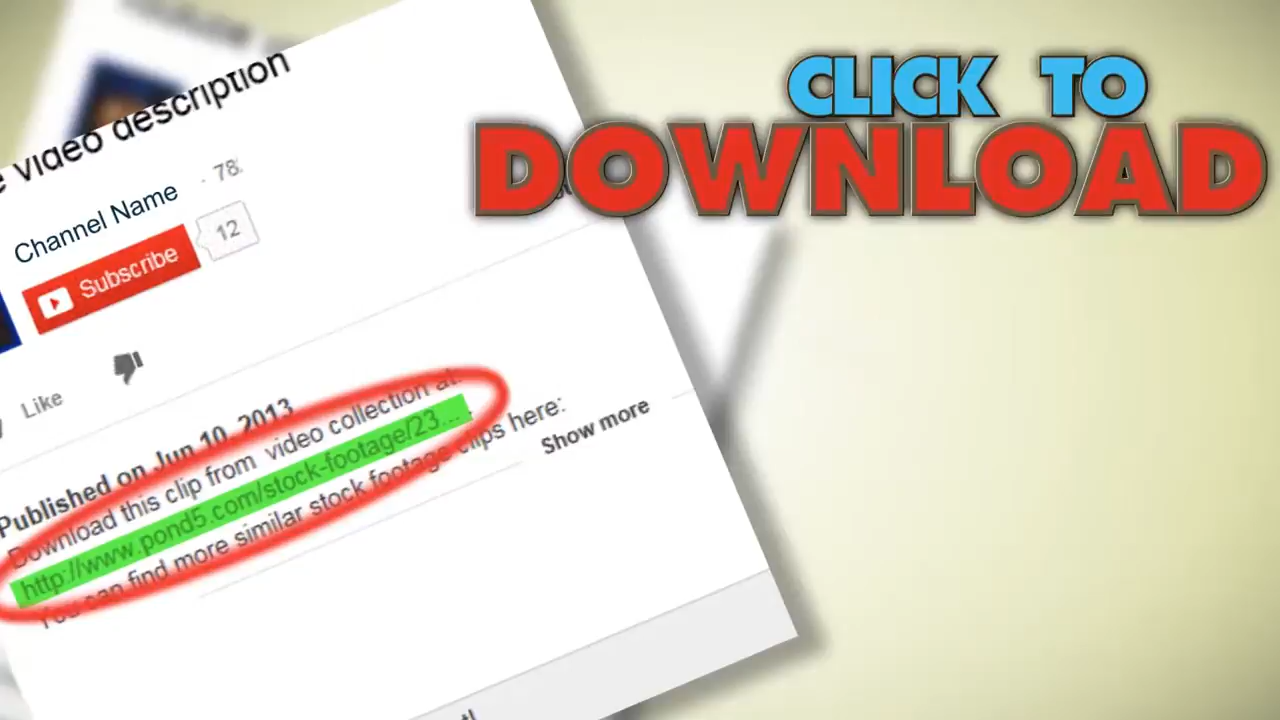 CLICK TO
DOWNLOAD
video description
Channel Name
78
Subscribe
12
Like
Published on Jun 10, 2013
Download this clip from video collection at:
http://www.pond5.com/stock-footage/23...
You can find more similar stock footage clips here:
Show more